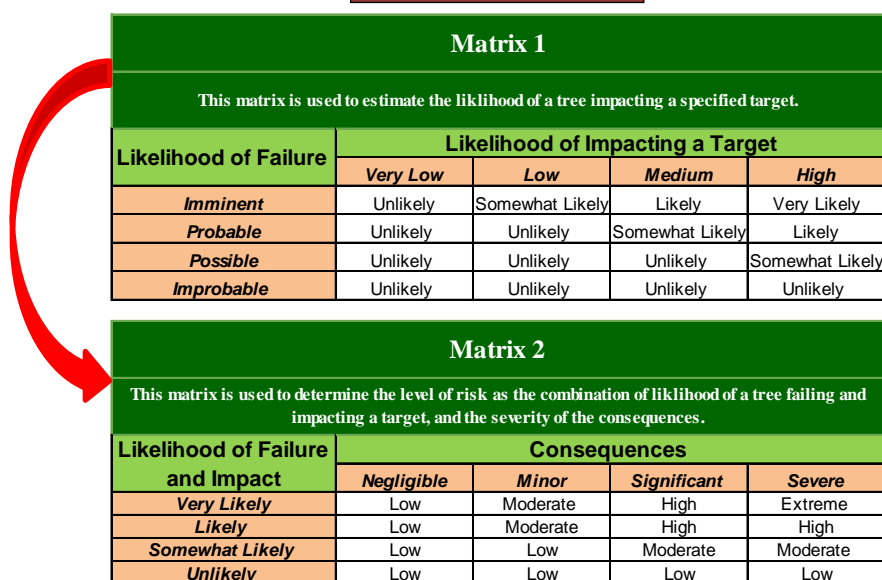 Matrix 1
This matrix is used to estimate the liklihood of a tree impacting a specified target.
Likelihood of Failure
Likelihood of Impacting a Target
Very Low Low Medium High
Imminent Unlikely Somewhat Likely Likely Very Likely
Probable Unlikely Unlikely Somewhat Likely Likely
Possible Unlikely Unlikely Unlikely Somewhat Likely
Improbable Unlikely Unlikely Unlikely Unlikely
Matrix 2
This matrix is used to determine the level of risk as the combination of liklihood of a tree failing and
impacting a target, and the severity of the consequences.
Likelihood of Failure
and Impact
Consequences
Negligible Minor Significant Severe
Very Likely Low Moderate High Extreme
Likely Low Moderate High High
Somewhat Likely Low Low Moderate Moderate
Unlikely Low Low Low Low